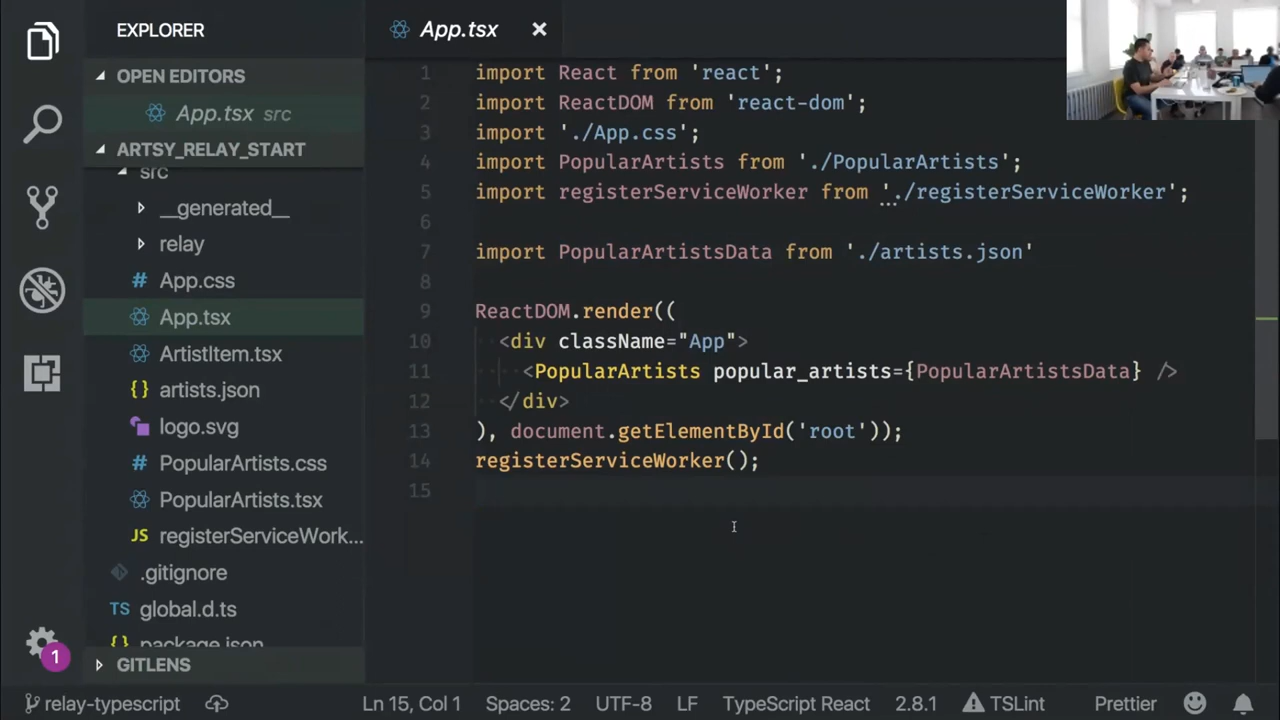 EXPLORER
OPEN EDITORS
App.tsx src
ARTSY_RELAY_START
src
__generated__
relay
# App.css
App.tsx
ArtistItem.tsx
{} artists.json
logo.svg
# PopularArtists.css
PopularArtists.tsx
JS registerServiceWork...
.gitignore
TS global.d.ts
{} package.json
GITLENS
1
App.tsx
1 import React from 'react';
2 import ReactDOM from 'react-dom';
3 import './App.css';
4 import PopularArtists from './PopularArtists';
5 import registerServiceWorker from './registerServiceWorker';
6
7 import PopularArtistsData from './artists.json'
8
9 ReactDOM.render((
10 <div className="App">
11 <PopularArtists popular_artists={PopularArtistsData} />
12 </div>
13 ), document.getElementById('root'));
14 registerServiceWorker();
15
relay-typescript Ln 15, Col 1 Spaces: 2 UTF-8 LF TypeScript React 2.8.1 TSLint Prettier